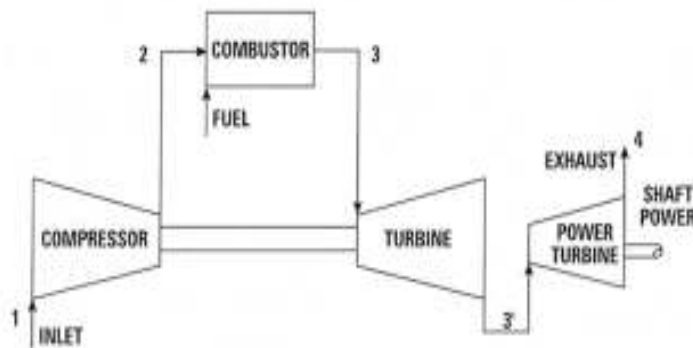 2
COMBUSTOR
3
FUEL
4
EXHAUST
SHAFT
POWER
COMPRESSOR
TURBINE
POWER
TURBINE
1
INLET
3'